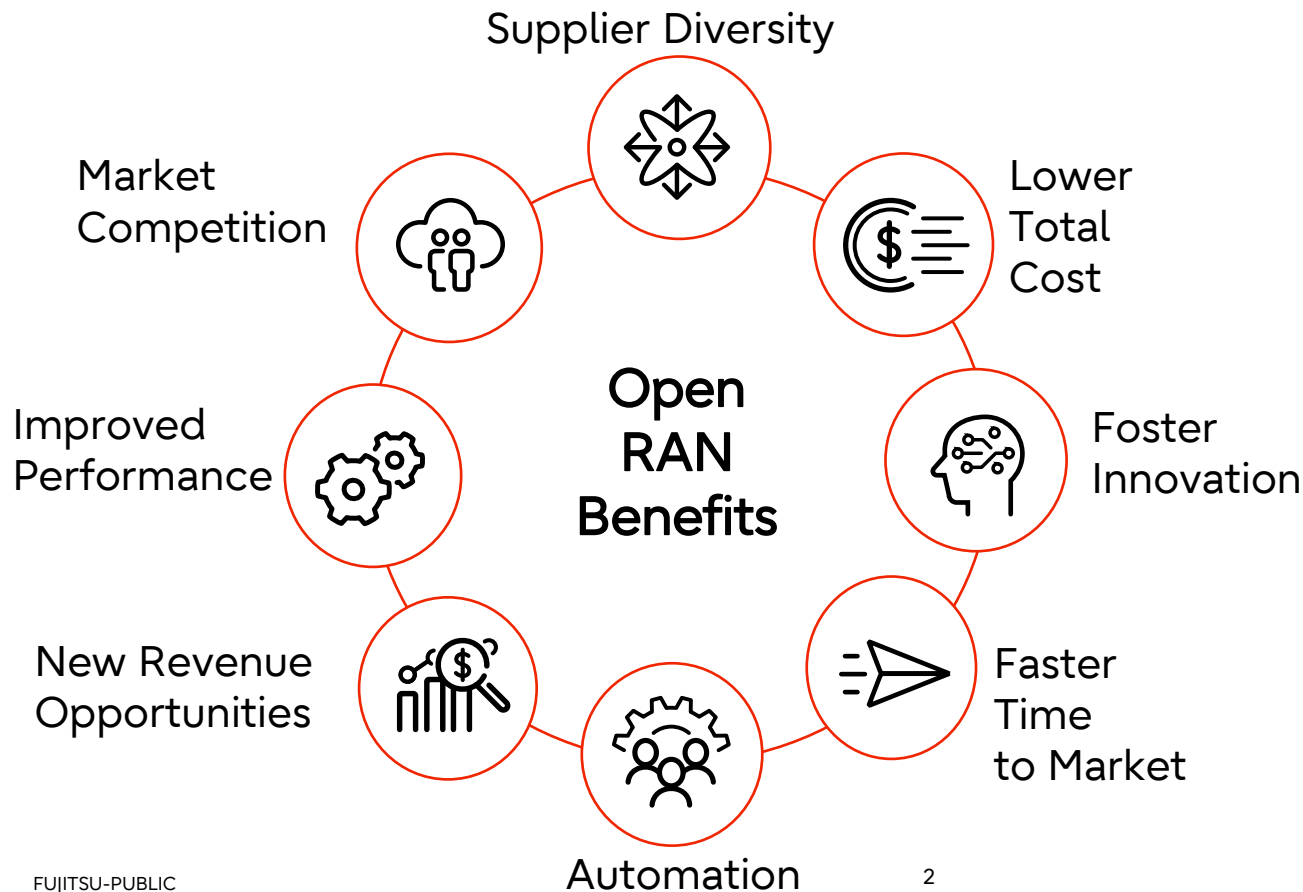 Supplier Diversity
Lower
Total
Cost
Foster
Innovation
Faster
Time
to Market
Automation
New Revenue
Opportunities
Improved
Performance
Market
Competition
Open
RAN
Benefits
$
$
FUJITSU-PUBLIC
2